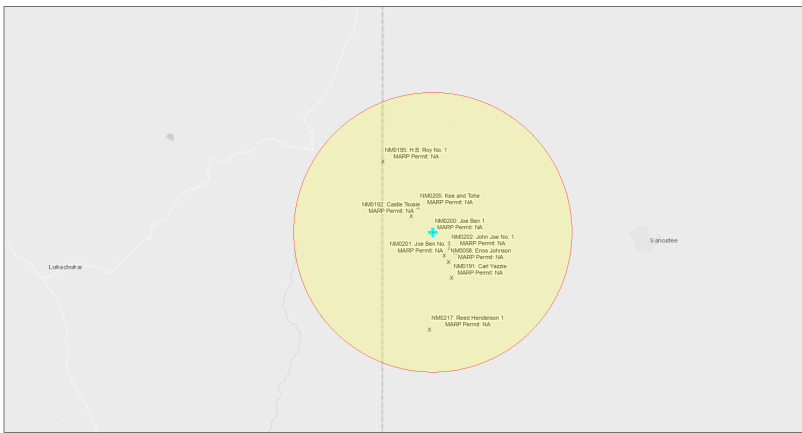 NM0195: H.B. Roy No. 1
MARP Permit: NA
NM0205: Kee and Tohe
MARP Permit: NA
NM0192: Castle Tsosie
MARP Permit: NA
NM0200: Joe Ben 1
MARP Permit: NA
NM0202: John Joe No. 1
MARP Permit: NA
NM0201: Joe Ben No. 3
MARP Permit: NA
NM0056: Enos Johnson
MARP Permit: NA
NM0191: Carl Yazzie
MARP Permit: NA
Sanostee
Lukachukai
NM0217: Reed Henderson 1
MARP Permit: NA